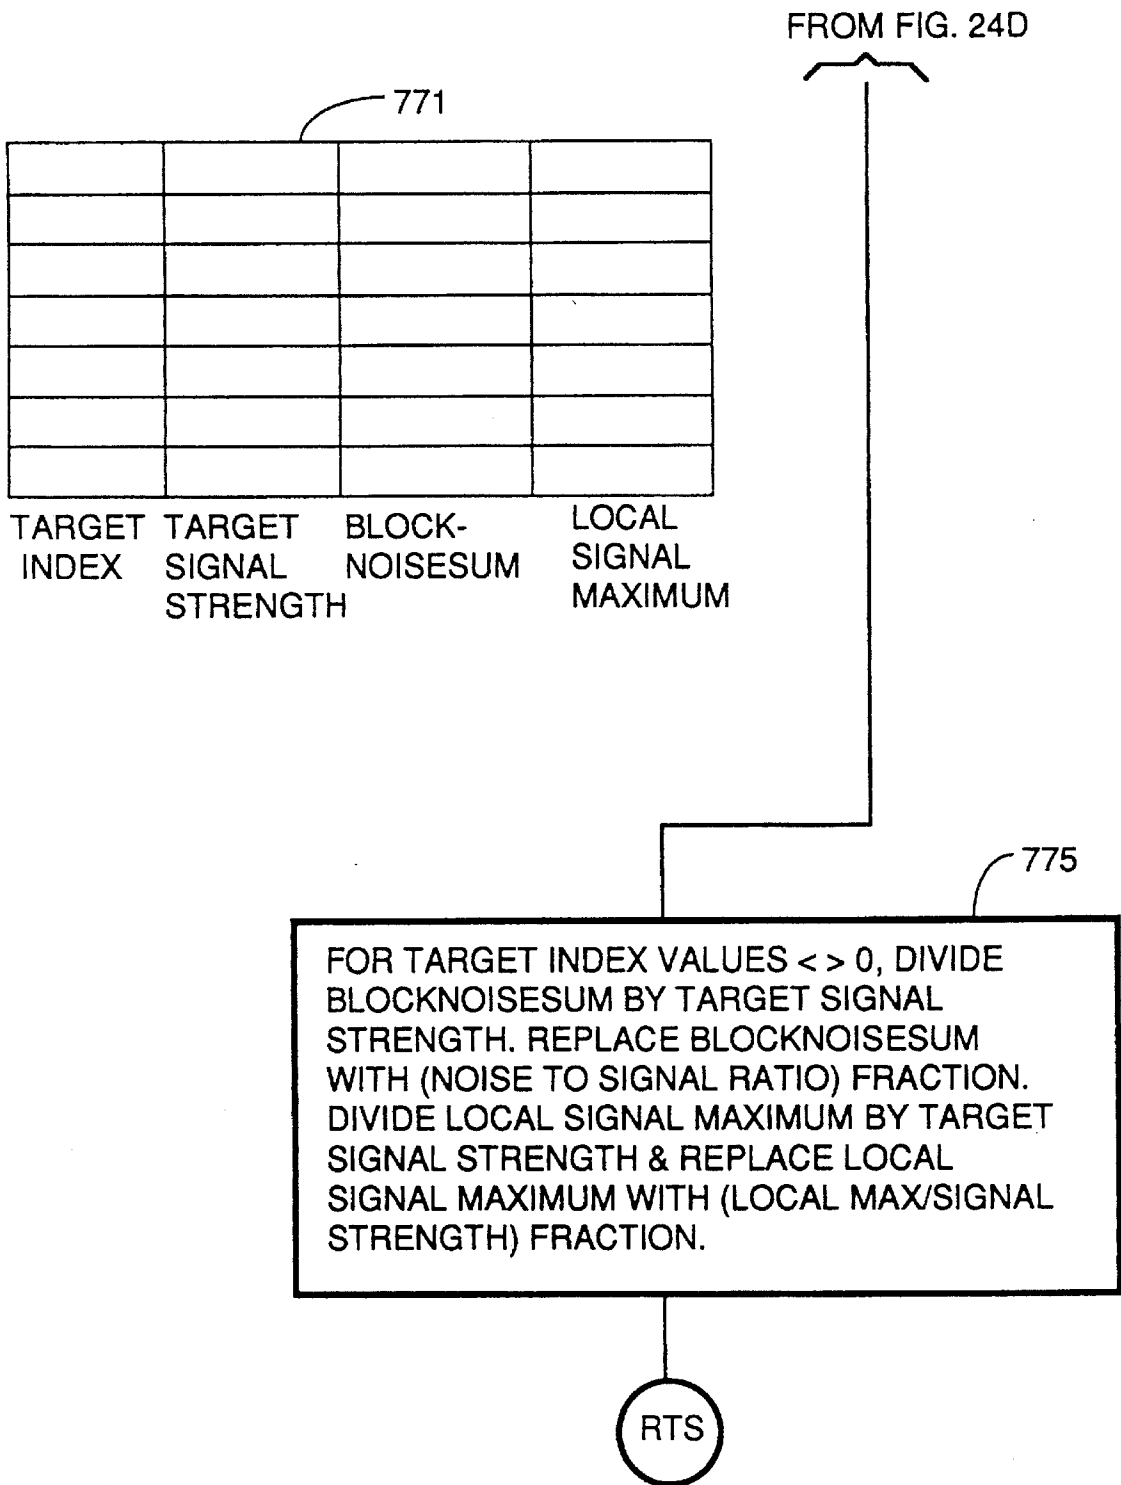 FROM FIG. 24D
771
TARGET INDEX
TARGET SIGNAL STRENGTH
BLOCK-NOISESUM
LOCAL SIGNAL MAXIMUM
775
FOR TARGET INDEX VALUES < > 0, DIVIDE
BLOCKNOISESUM BY TARGET SIGNAL
STRENGTH. REPLACE BLOCKNOISESUM
WITH (NOISE TO SIGNAL RATIO) FRACTION.
DIVIDE LOCAL SIGNAL MAXIMUM BY TARGET
SIGNAL STRENGTH & REPLACE LOCAL
SIGNAL MAXIMUM WITH (LOCAL MAX/SIGNAL
STRENGTH) FRACTION.
RTS